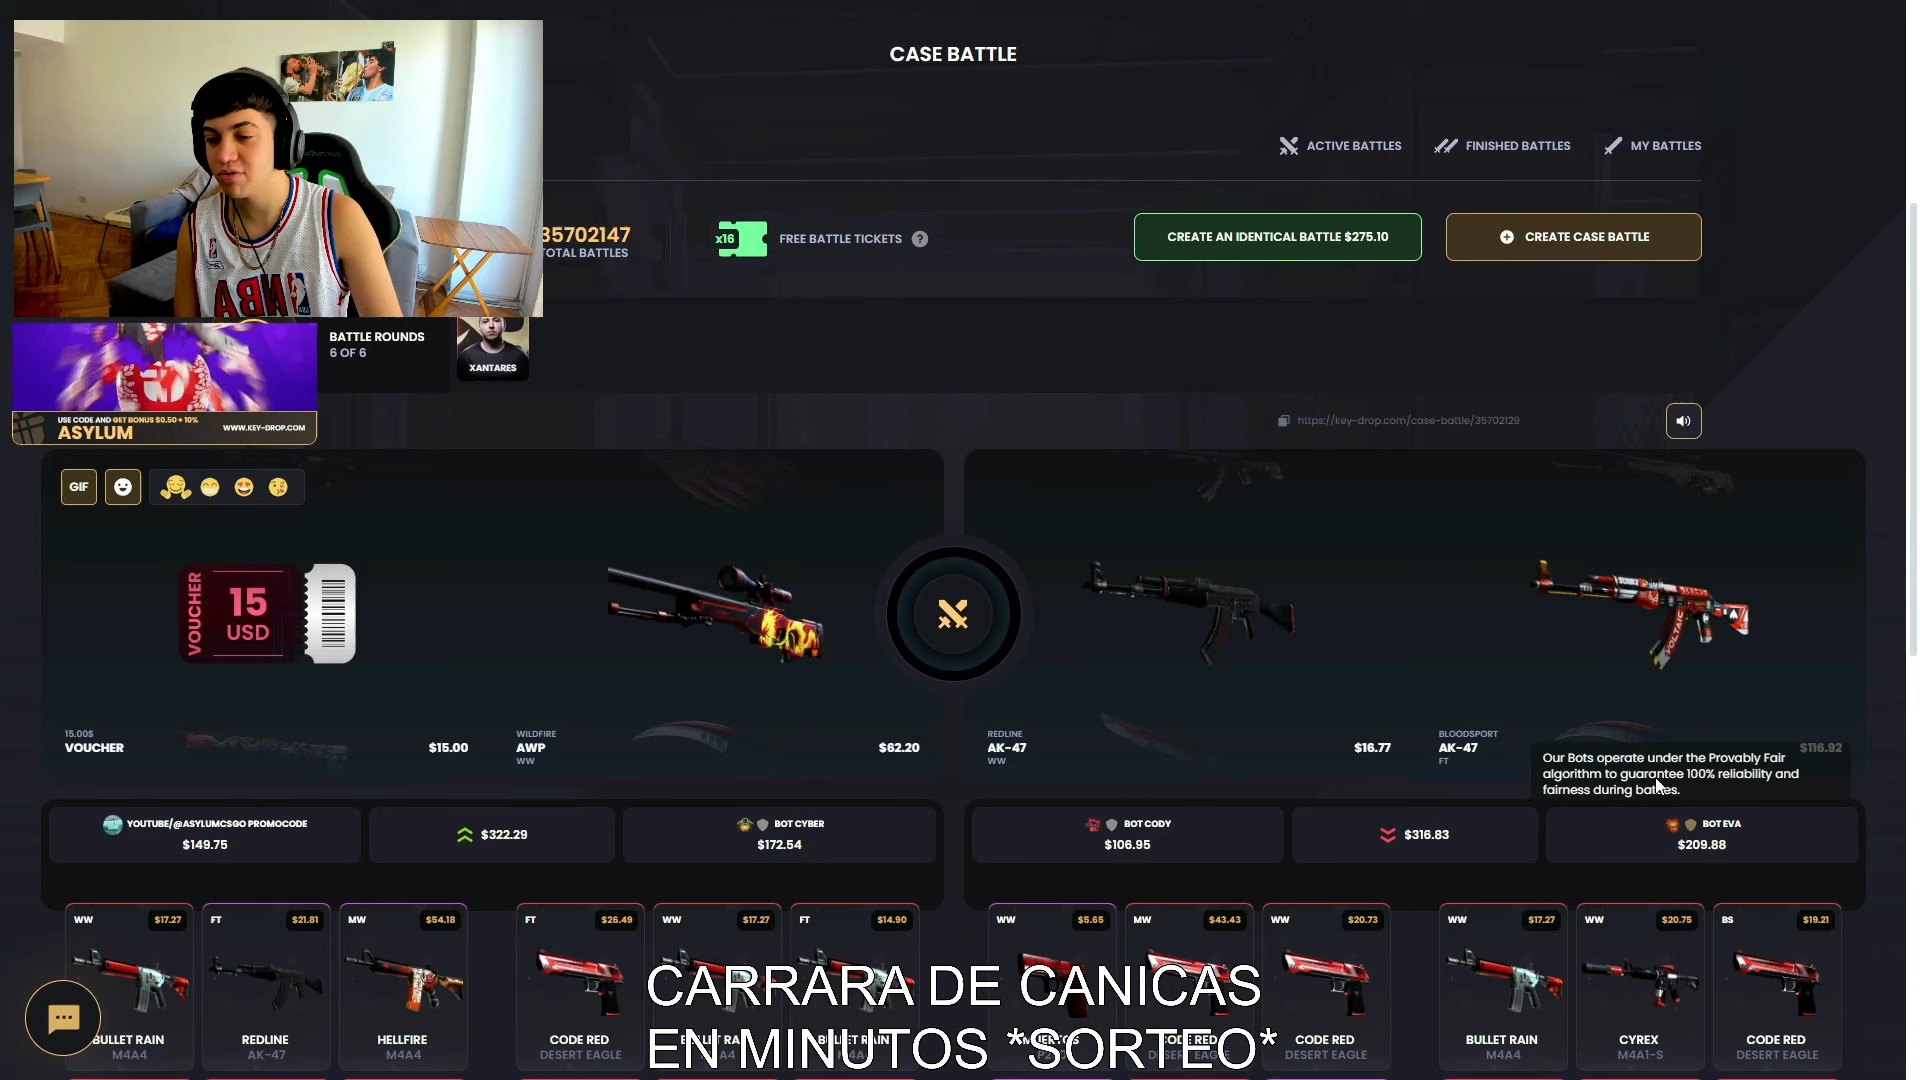 CASE BATTLE
ACTIVE BATTLES
FINISHED BATTLES
MY BATTLES
35702147
TOTAL BATTLES
x16
FREE BATTLE TICKETS ?
CREATE AN IDENTICAL BATTLE $275.10
CREATE CASE BATTLE
NBA
BATTLE ROUNDS
6 OF 6
XANTARES
USE CODE AND GET BONUS $0.50 + 10%
ASYLUM
WWW.KEY-DROP.COM
https://key-drop.com/case-battle/35702129
GIF
VOUCHER
15
USD
15.00$
VOUCHER
$15.00
WILDFIRE
AWP
WW
$62.20
REDLINE
AK-47
WW
$16.77
BLOODSPORT
AK-47
FT
$116.92
Our Bots operate under the Provably Fair
algorithm to guarantee 100% reliability and
fairness during battles.
YOUTUBE/@ASYLUMCSGO PROMOCODE
$149.75
$322.29
BOT CYBER
$172.54
BOT CODY
$106.95
$316.83
BOT EVA
$209.88
WW $17.27
FT $21.81
MW $54.18
FT $26.49
WW $17.27
FT $14.90
WW $5.65
MW $43.43
WW $20.73
WW $17.27
WW $20.75
BS $19.21
CARRARA DE CANICAS
EN MINUTOS *SORTEO*
BULLET RAIN
M4A4
REDLINE
AK-47
HELLFIRE
M4A4
CODE RED
DESERT EAGLE
CODE RED
DESERT EAGLE
BULLET RAIN
M4A4
CYREX
M4A1-S
CODE RED
DESERT EAGLE